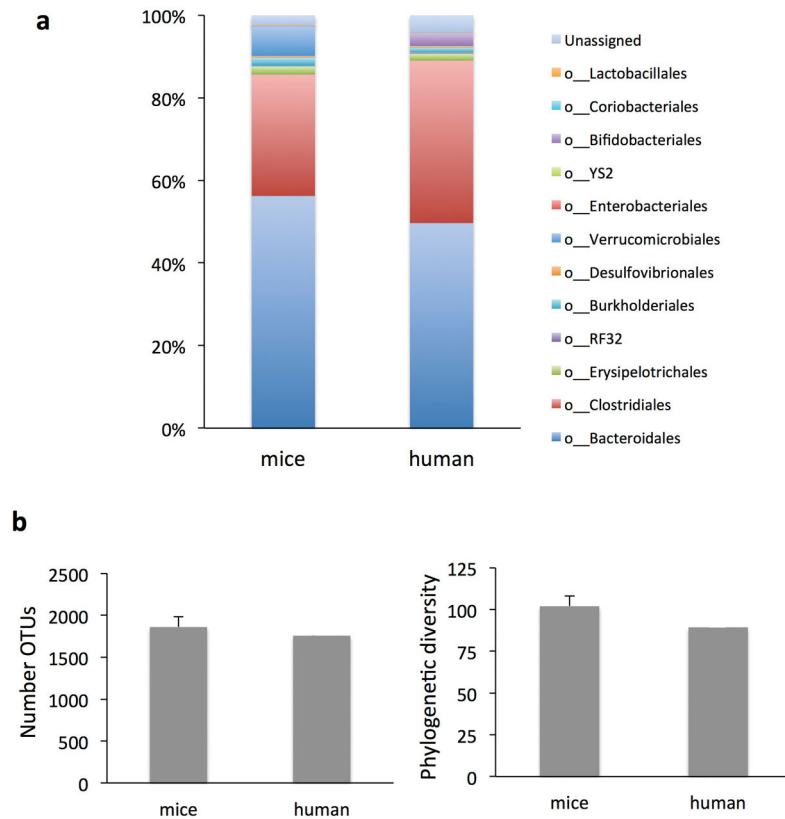 a
100%
80%
60%
40%
20%
0%
mice
human
Unassigned
o__Lactobacillales
o__Coriobacteriales
o__Bifidobacteriales
o__YS2
o__Enterobacteriales
o__Verrucomicrobiales
o__Desulfovibrionales
o__Burkholderiales
o__RF32
o__Erysipelotrichales
o__Clostridiales
o__Bacteroidales
b
Number OTUs
2500
2000
1500
1000
500
0
mice
human
Phylogenetic diversity
125
100
75
50
25
0
mice
human